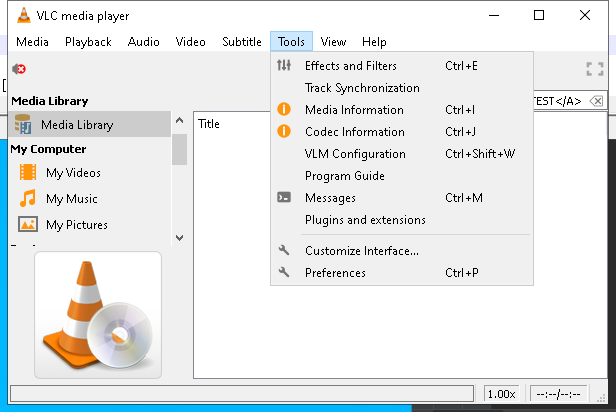 VLC media player
Media Playback Audio Video Subtitle Tools View Help
Effects and Filters Ctrl+E
Track Synchronization
Media Information Ctrl+I
Codec Information Ctrl+J
VLM Configuration Ctrl+Shift+W
Program Guide
Messages Ctrl+M
Plugins and extensions
Customize Interface...
Preferences Ctrl+P
TEST</A>
Media Library
Media Library
My Computer
My Videos
My Music
My Pictures
Title
1.00x
--:--/--:--